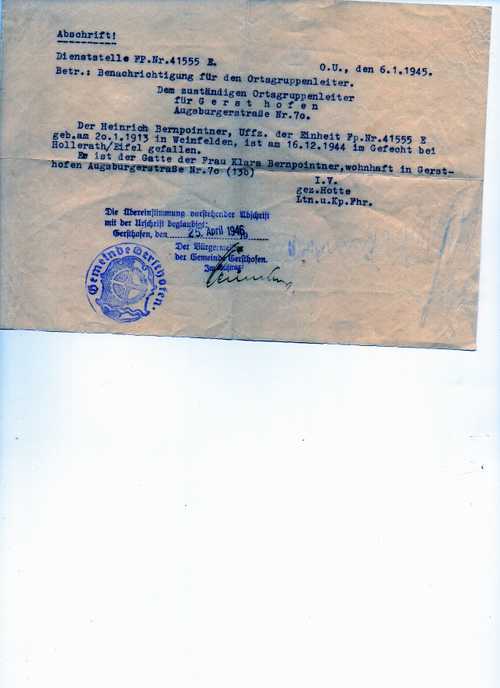 Abschrift!
Dienststelle FP.Nr.41555 E.
O.U., den 6.1.1945.
Betr.: Benachrichtigung für den Ortsgruppenleiter.
Dem zuständigen Ortsgruppenleiter
für G e r s t h o f e n
Augsburgerstraße Nr.7o.
Der Heinrich Bernpointner, Uffz. der Einheit Fp.Nr.41555 E
geb.am 2o.1.1913 in Weinfelden, ist am 16.12.1944 im Gefecht bei
Hollerath/Eifel gefallen.
Es ist der Gatte der Frau Klara Bernpointner,wohnhaft in Gerst-
hofen Augsburgerstraße Nr.7o (13b)
I.V.
gez.Hotte
Ltn.u.Kp.Fhr.
Die Übereinstimmung vorstehender Abschrift
mit der Urschrift beglaubigt:
Gersthofen, den 25. April 1946
Der Bürgermeister
der Gemeinde Gersthofen.
Im Auftrag:
Gemeinde Gersthofen.